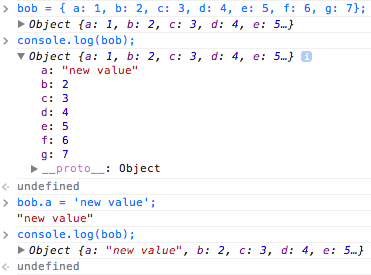 > bob = { a: 1, b: 2, c: 3, d: 4, e: 5, f: 6, g: 7};
▶ Object {a: 1, b: 2, c: 3, d: 4, e: 5…}
> console.log(bob);
▼ Object {a: 1, b: 2, c: 3, d: 4, e: 5…} i
a: "new value"
b: 2
c: 3
d: 4
e: 5
f: 6
g: 7
▶ __proto__: Object
undefined
> bob.a = 'new value';
"new value"
> console.log(bob);
▶ Object {a: "new value", b: 2, c: 3, d: 4, e: 5…}
undefined